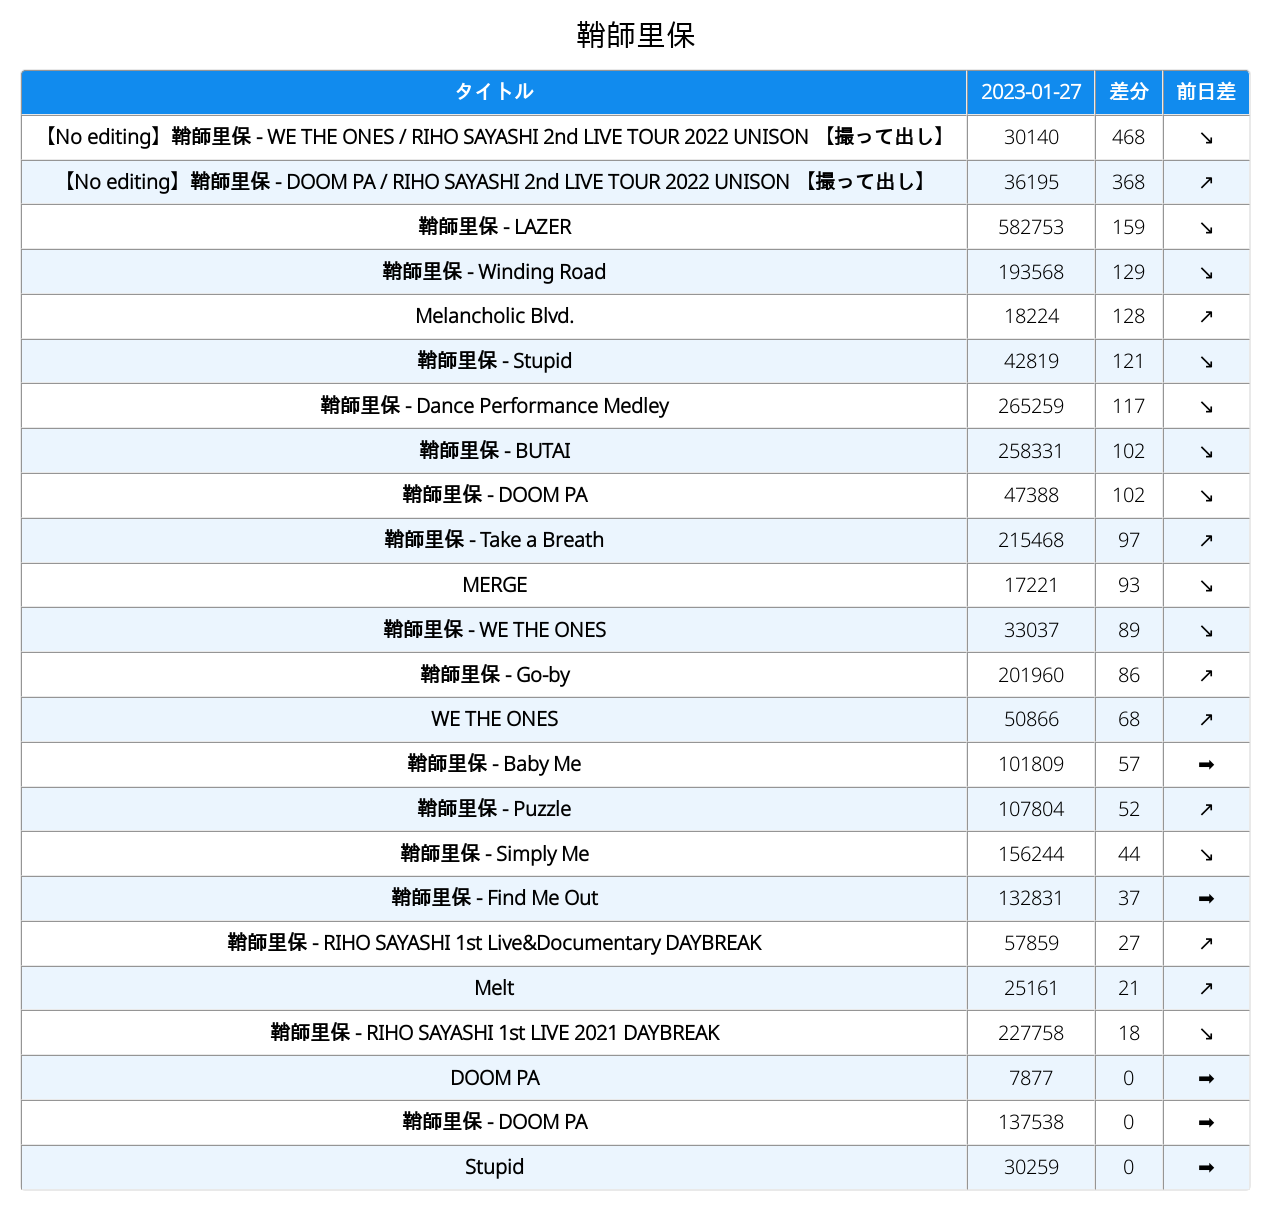 鞘師里保
タイトル 2023-01-27 差分 前日差
【No editing】鞘師里保 - WE THE ONES / RIHO SAYASHI 2nd LIVE TOUR 2022 UNISON 【撮って出し】 30140 468 ↘
【No editing】鞘師里保 - DOOM PA / RIHO SAYASHI 2nd LIVE TOUR 2022 UNISON 【撮って出し】 36195 368 ↗
鞘師里保 - LAZER 582753 159 ↘
鞘師里保 - Winding Road 193568 129 ↘
Melancholic Blvd. 18224 128 ↗
鞘師里保 - Stupid 42819 121 ↘
鞘師里保 - Dance Performance Medley 265259 117 ↘
鞘師里保 - BUTAI 258331 102 ↘
鞘師里保 - DOOM PA 47388 102 ↘
鞘師里保 - Take a Breath 215468 97 ↗
MERGE 17221 93 ↘
鞘師里保 - WE THE ONES 33037 89 ↘
鞘師里保 - Go-by 201960 86 ↗
WE THE ONES 50866 68 ↗
鞘師里保 - Baby Me 101809 57 ➡
鞘師里保 - Puzzle 107804 52 ↗
鞘師里保 - Simply Me 156244 44 ↘
鞘師里保 - Find Me Out 132831 37 ➡
鞘師里保 - RIHO SAYASHI 1st Live&Documentary DAYBREAK 57859 27 ↗
Melt 25161 21 ↗
鞘師里保 - RIHO SAYASHI 1st LIVE 2021 DAYBREAK 227758 18 ↘
DOOM PA 7877 0 ➡
鞘師里保 - DOOM PA 137538 0 ➡
Stupid 30259 0 ➡